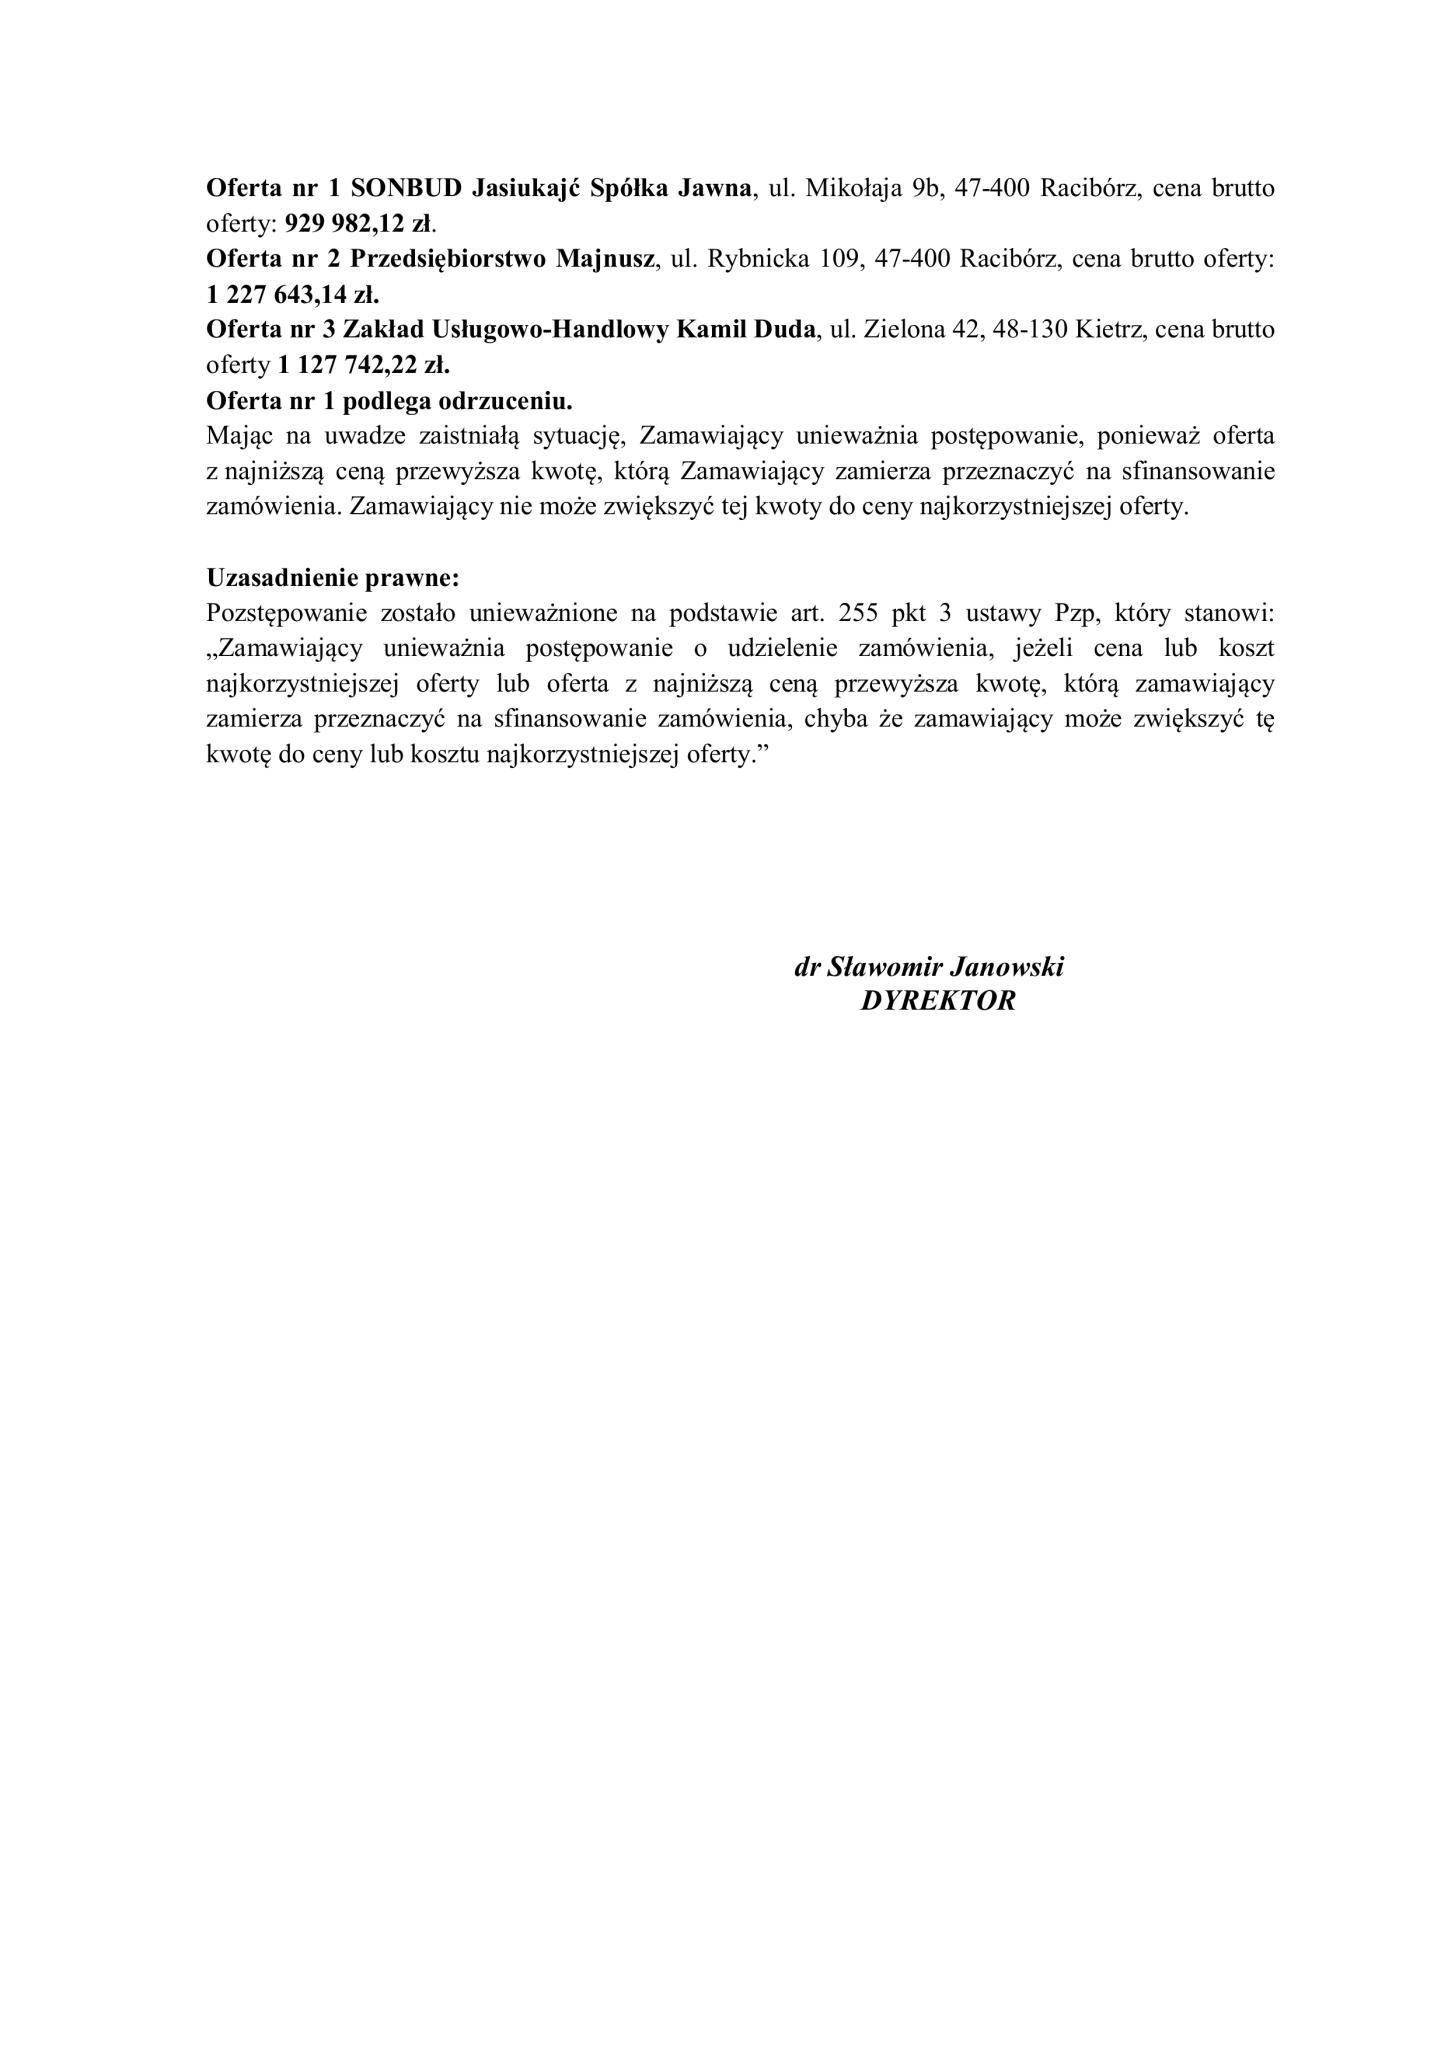 Oferta nr 1 SONBUD Jasiukajć Spółka Jawna, ul. Mikołaja 9b, 47-400 Racibórz, cena brutto
oferty: 929 982,12 zł.
Oferta nr 2 Przedsiębiorstwo Majnusz, ul. Rybnicka 109, 47-400 Racibórz, cena brutto oferty:
1 227 643,14 zł.
Oferta nr 3 Zakład Usługowo-Handlowy Kamil Duda, ul. Zielona 42, 48-130 Kietrz, cena brutto
oferty 1 127 742,22 zł.
Oferta nr 1 podlega odrzuceniu.
Mając na uwadze zaistniałą sytuację, Zamawiający unieważnia postępowanie, ponieważ oferta
z najniższą ceną przewyższa kwotę, którą Zamawiający zamierza przeznaczyć na sfinansowanie
zamówienia. Zamawiający nie może zwiększyć tej kwoty do ceny najkorzystniejszej oferty.
Uzasadnienie prawne:
Pozstępowanie zostało unieważnione na podstawie art. 255 pkt 3 ustawy Pzp, który stanowi:
„Zamawiający unieważnia postępowanie o udzielenie zamówienia, jeżeli cena lub koszt
najkorzystniejszej oferty lub oferta z najniższą ceną przewyższa kwotę, którą zamawiający
zamierza przeznaczyć na sfinansowanie zamówienia, chyba że zamawiający może zwiększyć tę
kwotę do ceny lub kosztu najkorzystniejszej oferty.”
dr Sławomir Janowski
DYREKTOR